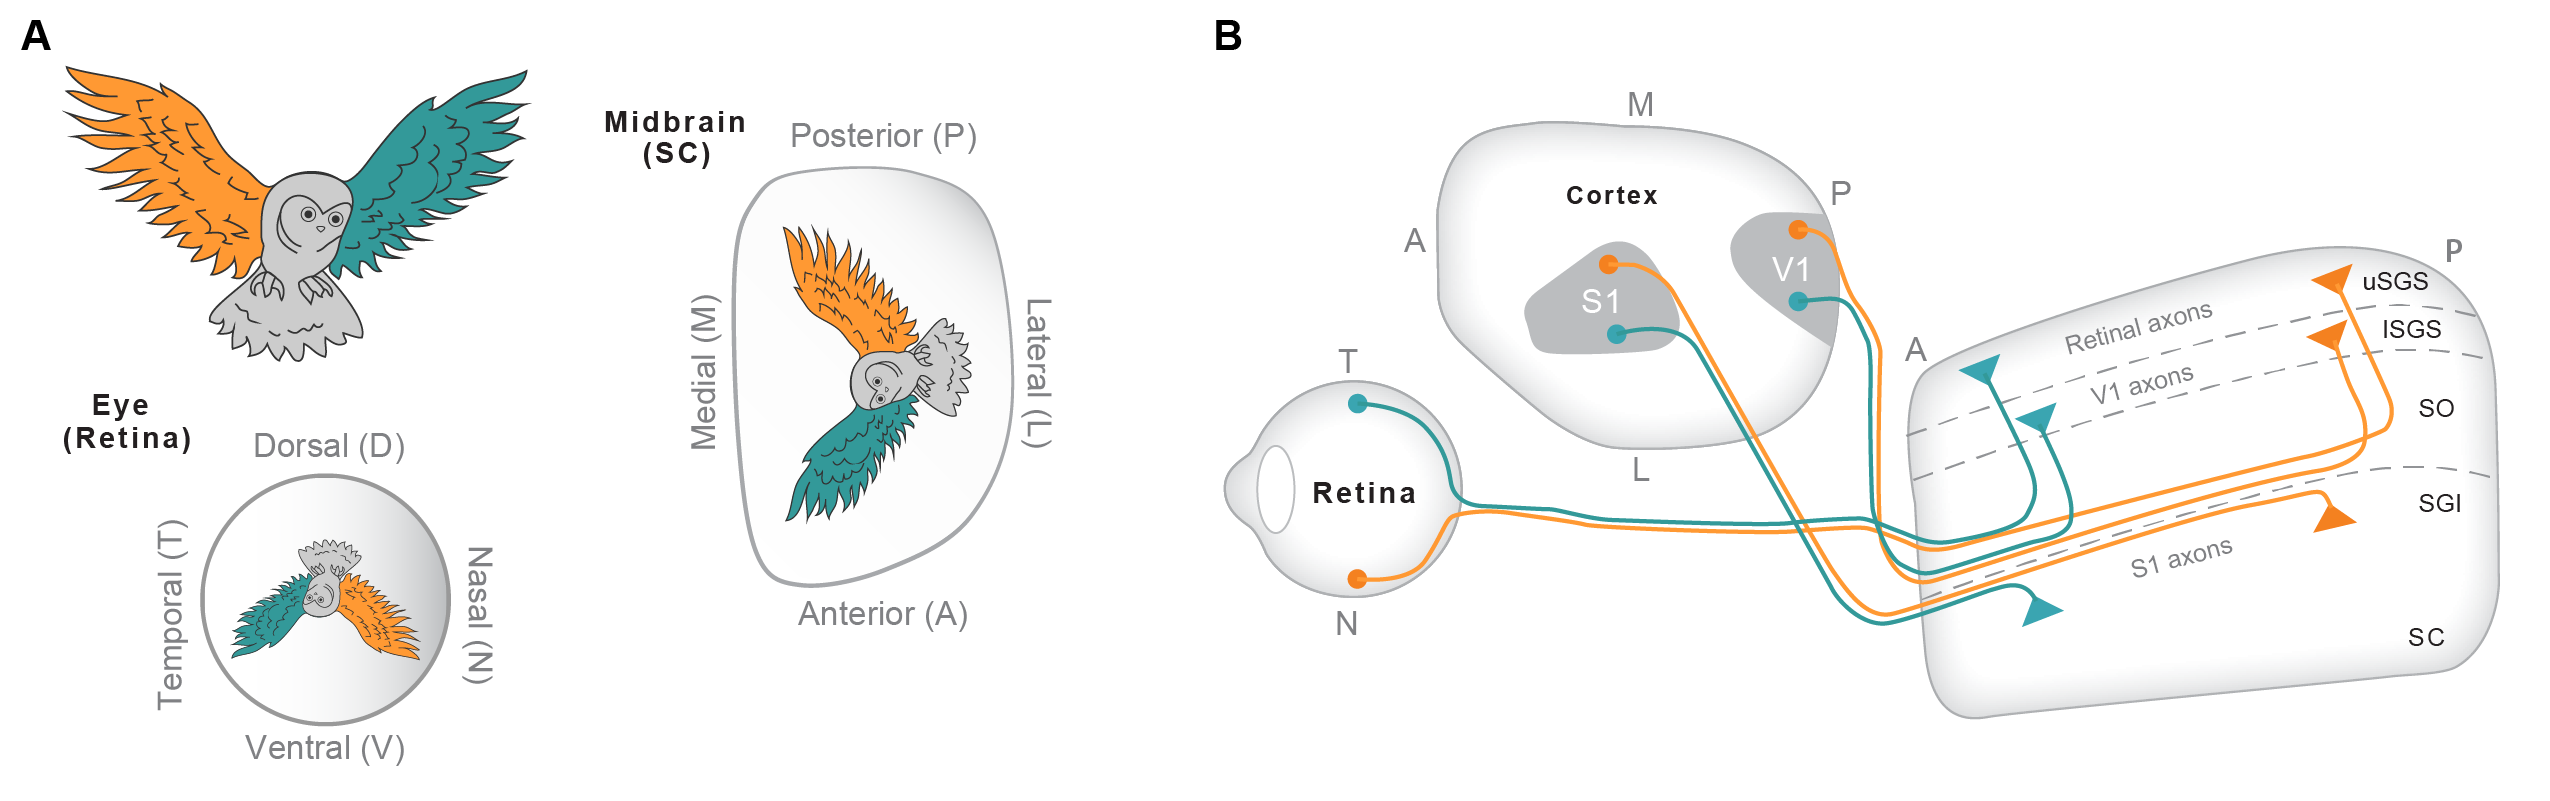 A
Midbrain
(SC)
Posterior (P)
Medial (M)
Lateral (L)
Anterior (A)
Eye
(Retina)
Dorsal (D)
Temporal (T)
Nasal (N)
Ventral (V)
B
M
Cortex
P
A
V1
S1
L
T
Retina
N
A
P
uSGS
Retinal axons
lSGS
V1 axons
SO
SGI
S1 axons
SC